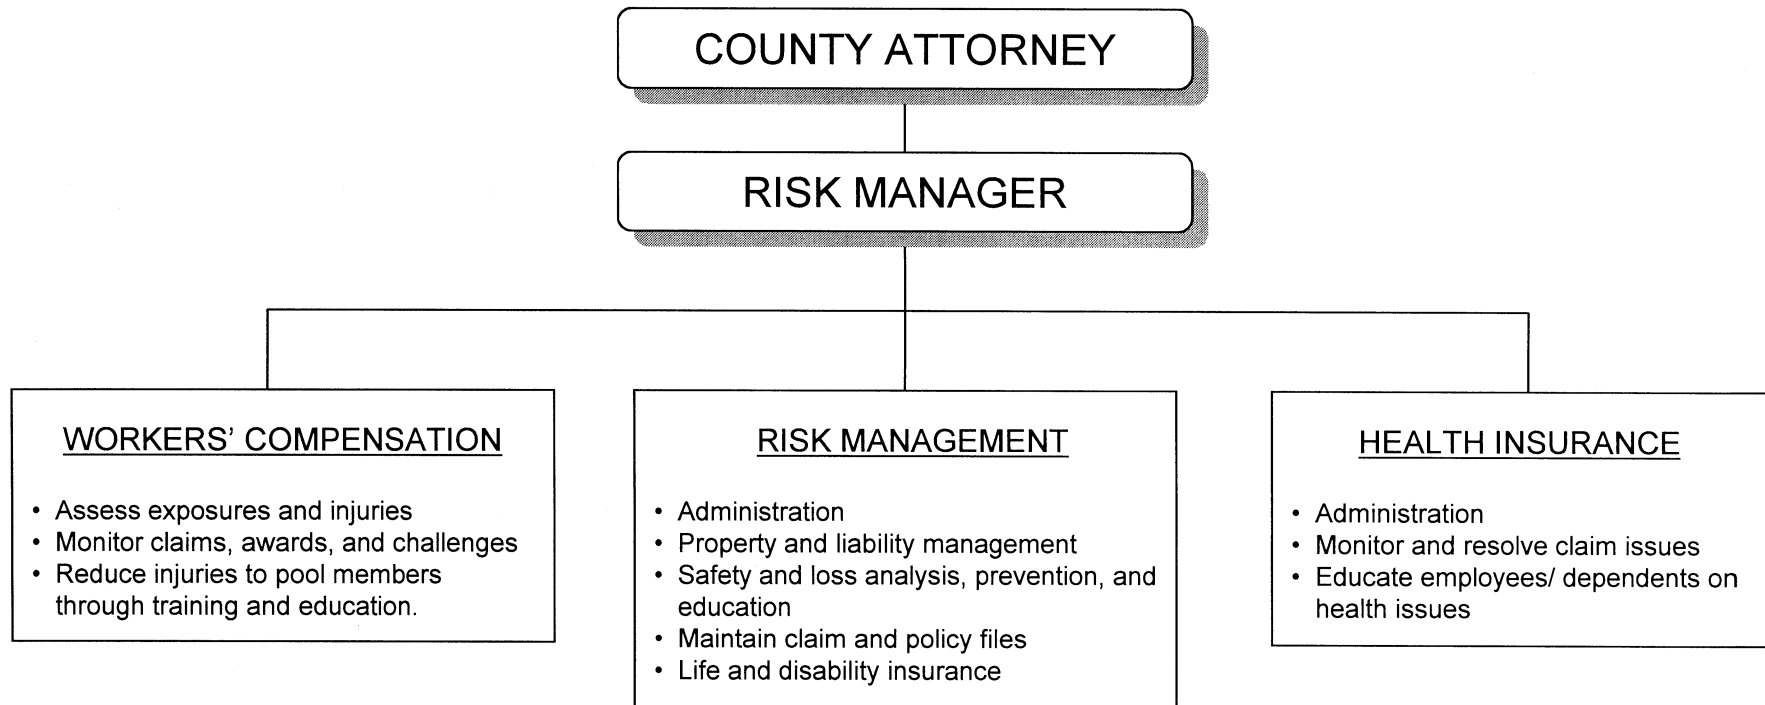 COUNTY ATTORNEY
RISK MANAGER
WORKERS' COMPENSATION
• Assess exposures and injuries
• Monitor claims, awards, and challenges
• Reduce injuries to pool members
through training and education.
RISK MANAGEMENT
• Administration
• Property and liability management
• Safety and loss analysis, prevention, and
education
• Maintain claim and policy files
• Life and disability insurance
HEALTH INSURANCE
• Administration
• Monitor and resolve claim issues
• Educate employees/ dependents on
health issues